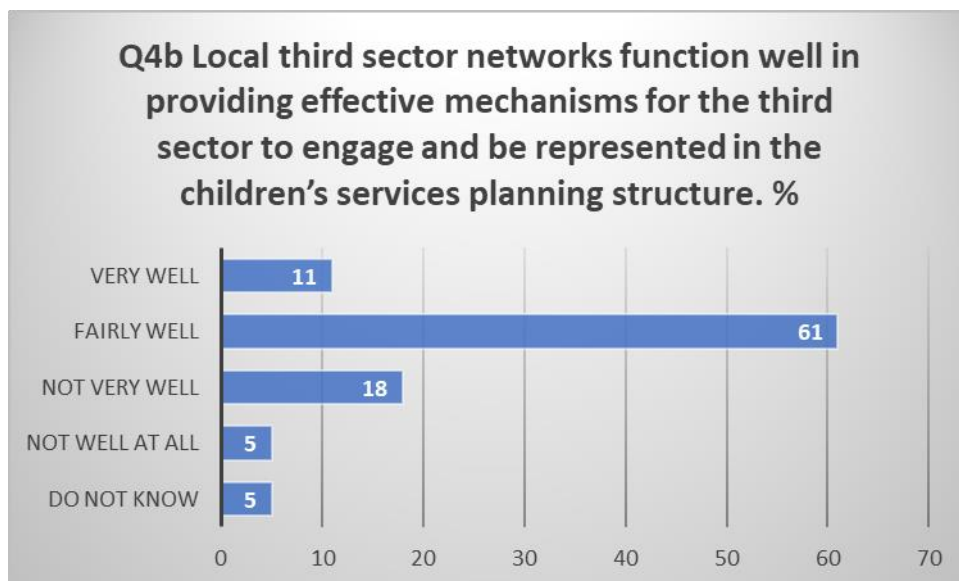 Q4b Local third sector networks function well in
providing effective mechanisms for the third
sector to engage and be represented in the
children’s services planning structure. %
VERY WELL 11
FAIRLY WELL 61
NOT VERY WELL 18
NOT WELL AT ALL 5
DO NOT KNOW 5
0 10 20 30 40 50 60 70